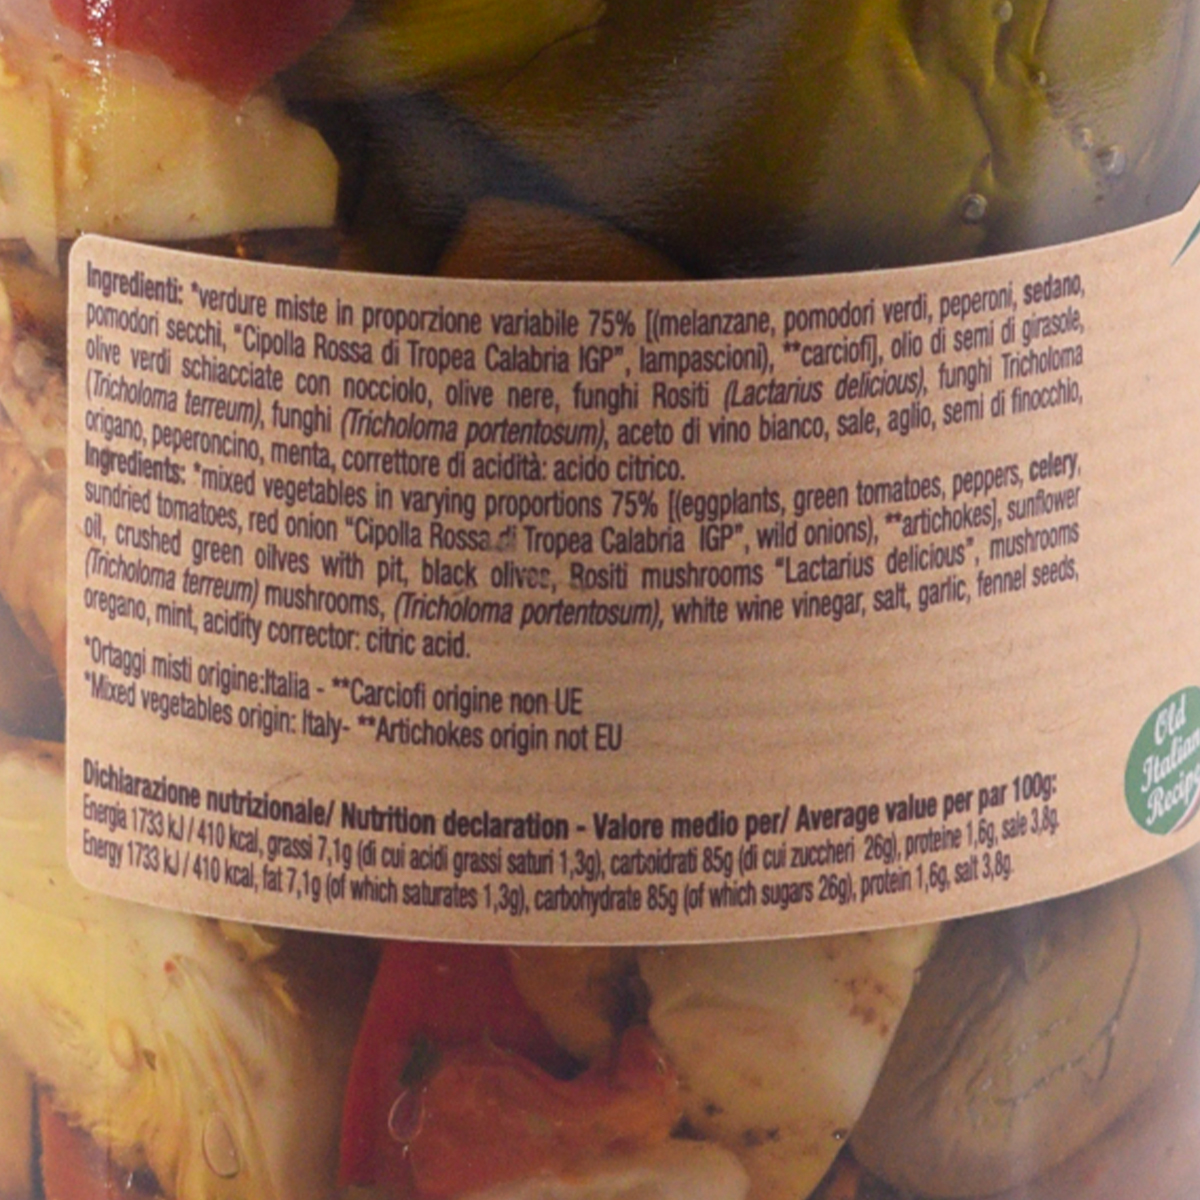 Ingredienti: *verdure miste in proporzione variabile 75% [(melanzane, pomodori verdi, peperoni, sedano,
pomodori secchi, "Cipolla Rossa di Tropea Calabria IGP", lampascioni), **carciofi], olio di semi di girasole,
olive verdi schiacciate con nocciolo, olive nere, funghi Rositi (Lactarius delicious), funghi Tricholoma
(Tricholoma terreum), funghi (Tricholoma portentosum), aceto di vino bianco, sale, aglio, semi di finocchio,
origano, peperoncino, menta, correttore di acidità: acido citrico.
Ingredients: *mixed vegetables in varying proportions 75% [(eggplants, green tomatoes, peppers, celery,
sundried tomatoes, red onion "Cipolla Rossa di Tropea Calabria IGP", wild onions), **artichokes], sunflower
oil, crushed green olives with pit, black olives, Rositi mushrooms "Lactarius delicious", mushrooms
(Tricholoma terreum) mushrooms, (Tricholoma portentosum), white wine vinegar, salt, garlic, fennel seeds,
oregano, mint, acidity corrector: citric acid.
*Ortaggi misti origine:Italia - **Carciofi origine non UE
*Mixed vegetables origin: Italy- **Artichokes origin not EU
Dichiarazione nutrizionale/ Nutrition declaration - Valore medio per/ Average value per par 100g:
Energia 1733 kJ / 410 kcal, grassi 7,1g (di cui acidi grassi saturi 1,3g), carboidrati 85g (di cui zuccheri 26g), proteine 1,6g, sale 3,8g.
Energy 1733 kJ / 410 kcal, fat 7,1g (of which saturates 1,3g), carbohydrate 85g (of which sugars 26g), protein 1,6g, salt 3,8g.
Old
Italian